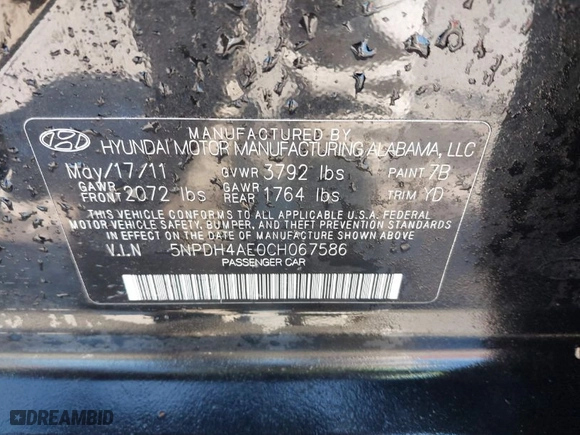 MANUFACTURED BY
HYUNDAI MOTOR MANUFACTURING ALABAMA, LLC
May/17/11 GVWR 3792 lbs PAINT 7B
GAWR FRONT 2072 lbs GAWR REAR 1764 lbs TRIM YD
THIS VEHICLE CONFORMS TO ALL APPLICABLE U.S.A. FEDERAL
MOTOR VEHICLE SAFETY, BUMPER, AND THEFT PREVENTION STANDARDS
IN EFFECT ON THE DATE OF MANUFACTURE SHOWN ABOVE.
V.I.N 5NPDH4AE0CH067586
PASSENGER CAR
DREAMBID